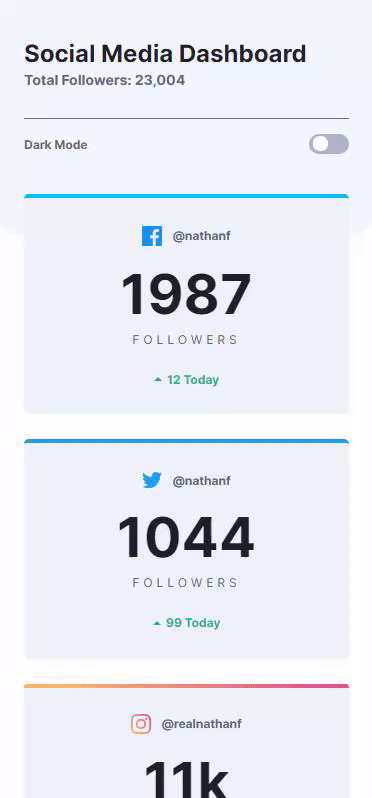 Social Media Dashboard
Total Followers: 23,004
Dark Mode
@nathanf
1987
FOLLOWERS
12 Today
@nathanf
1044
FOLLOWERS
99 Today
@realnathanf
11k